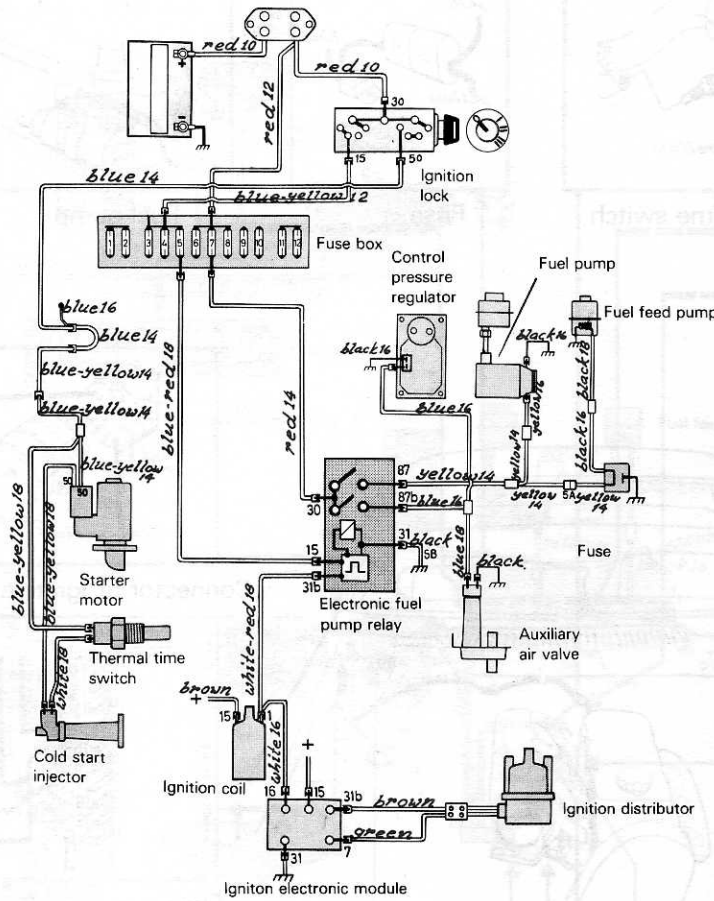 red 10
red 12
red 10
30
15
50
Ignition
lock
blue 14
blue-yellow 12
1 2 3 4 5 6 7 8 9 10 11 12
Fuse box
Control
pressure
regulator
Fuel pump
Fuel feed pump
blue 16
blue 14
blue-yellow 14
blue-yellow 14
blue-yellow
14
blue-red 18
red 14
black 16
blue 16
black 16
yellow 16
yellow 14
black 18
black 16
87
yellow 14
87b
blue 16
yellow
14
5A
yellow
14
30
31
black
SB
15
31b
Electronic fuel
pump relay
Fuse
blue 18
black
Auxiliary
air valve
50
50
Starter
motor
blue-yellow 18
blue-yellow 18
Thermal time
switch
white 18
Cold start
injector
white-red 18
brown
+
15
1
white 16
+
Ignition coil
16
15
31b
brown
green
7
31
Ignition distributor
Igniton electronic module